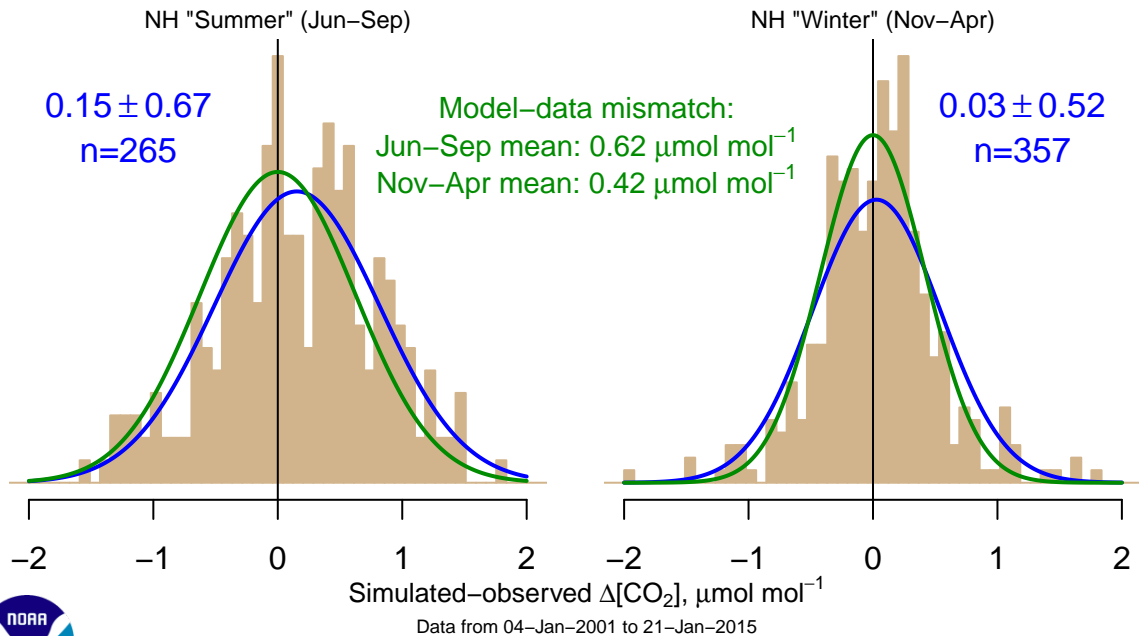 NH "Summer" (Jun−Sep)
NH "Winter" (Nov−Apr)
0.15 ± 0.67
n=265
Model−data mismatch:
Jun−Sep mean: 0.62 μmol mol⁻¹
Nov−Apr mean: 0.42 μmol mol⁻¹
0.03 ± 0.52
n=357
−2 −1 0 1 2
−2 −1 0 1 2
Simulated−observed Δ[CO₂], μmol mol⁻¹
Data from 04−Jan−2001 to 21−Jan−2015
NOAA